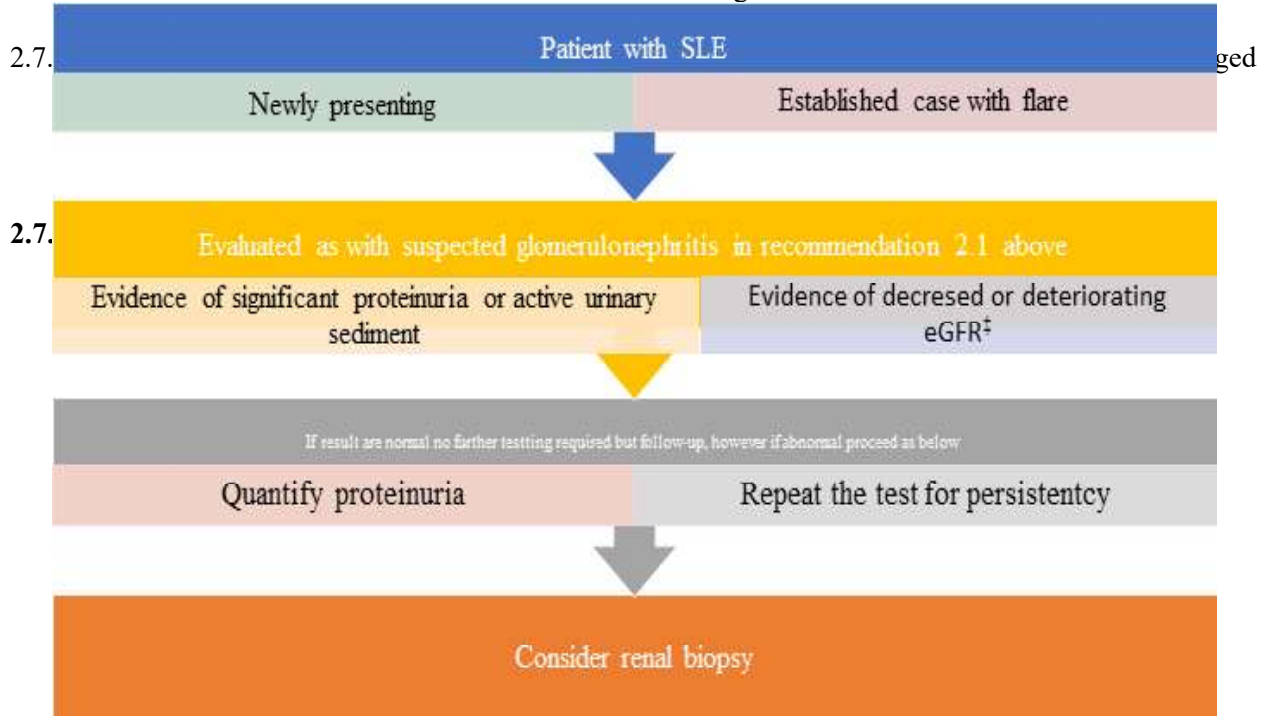 Patient with SLE
2.7.
ged
Newly presenting
Established case with flare
2.7.
Evaluated as with suspected glomerulonephritis in recommendation 2.1 above
Evidence of significant proteinuria or active urinary
sediment
Evidence of decresed or deteriorating
eGFR‡
If result are normal no farther testting required but follow-up, however if abnormal proceed as below
Quantify proteinuria
Repeat the test for persistentcy
Consider renal biopsy